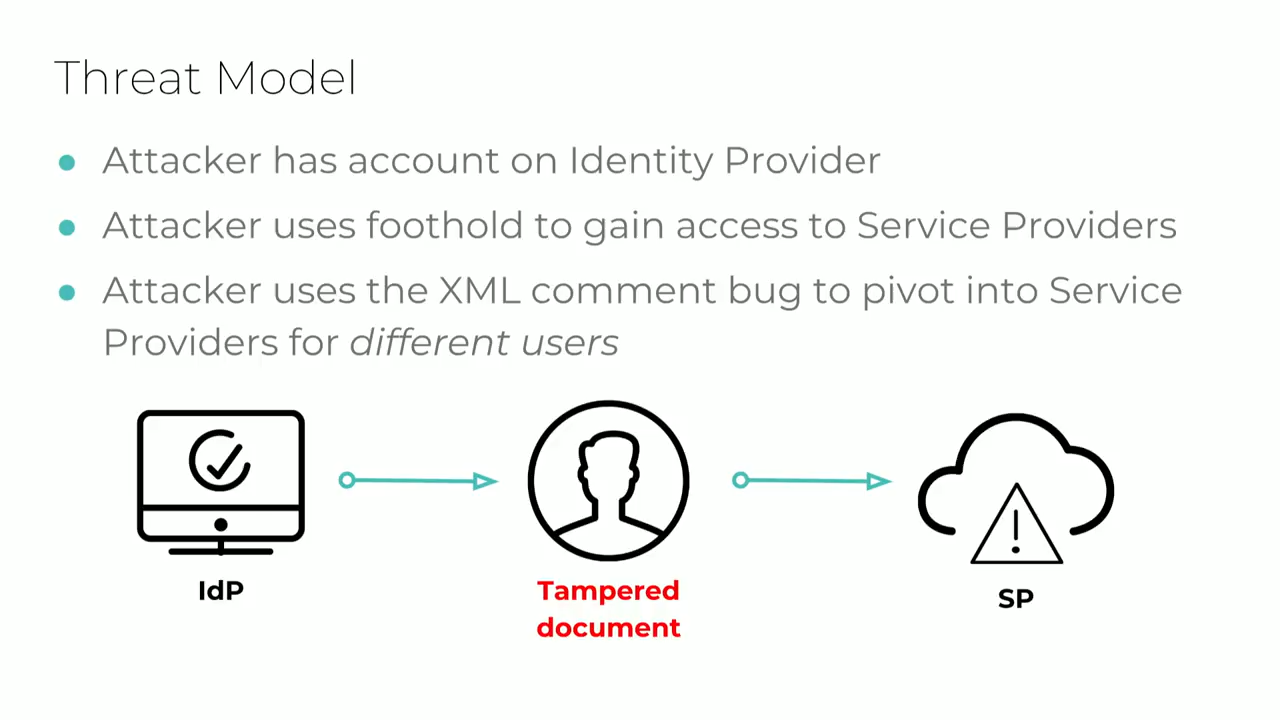 Threat Model
● Attacker has account on Identity Provider
● Attacker uses foothold to gain access to Service Providers
● Attacker uses the XML comment bug to pivot into Service
Providers for different users
IdP
Tampered
document
SP